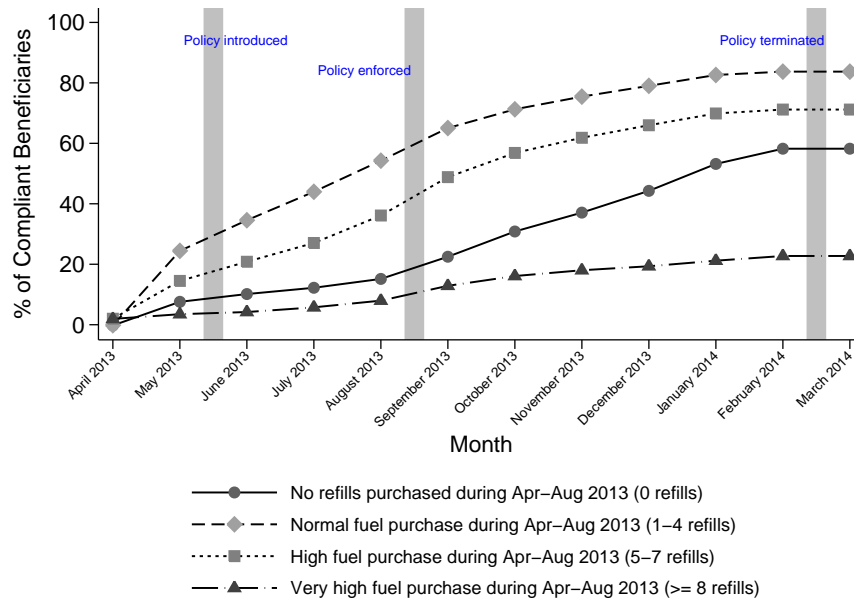 100
80
60
40
20
0
% of Compliant Beneficiaries
Policy introduced
Policy enforced
Policy terminated
April 2013
May 2013
June 2013
July 2013
August 2013
September 2013
October 2013
November 2013
December 2013
January 2014
February 2014
March 2014
Month
No refills purchased during Apr−Aug 2013 (0 refills)
Normal fuel purchase during Apr−Aug 2013 (1−4 refills)
High fuel purchase during Apr−Aug 2013 (5−7 refills)
Very high fuel purchase during Apr−Aug 2013 (>= 8 refills)